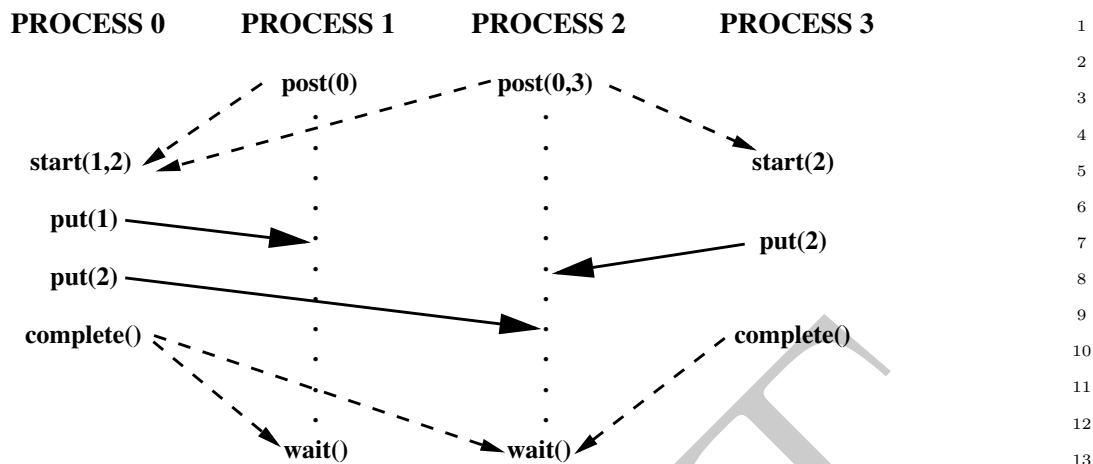 PROCESS 0 PROCESS 1 PROCESS 2 PROCESS 3 1
2
post(0) post(0,3) 3
4
start(1,2) start(2) 5
put(1) 6
put(2) 7
put(2) 8
9
complete() complete() 10
11
12
wait() wait() 13
T